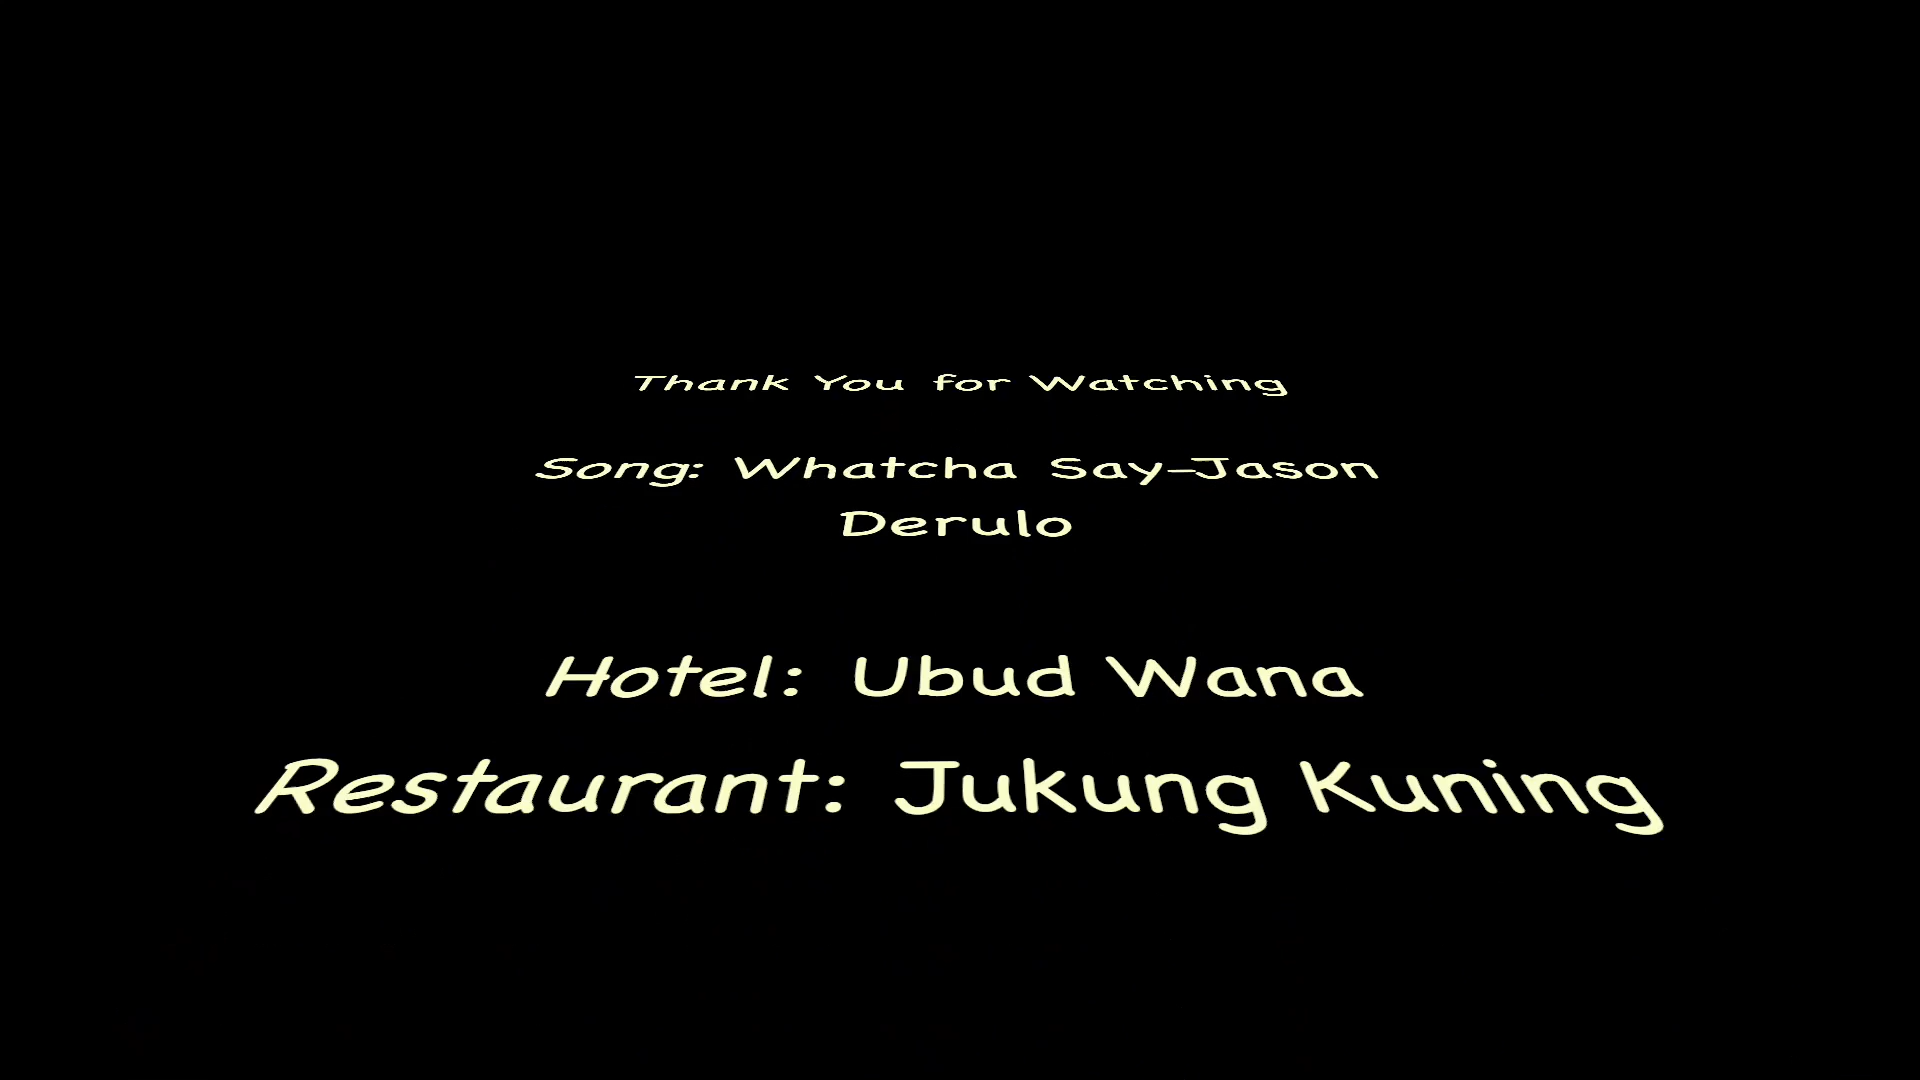 Thank You for Watching
Song: Whatcha Say-Jason
Derulo
Hotel: Ubud Wana
Restaurant: Jukung Kuning